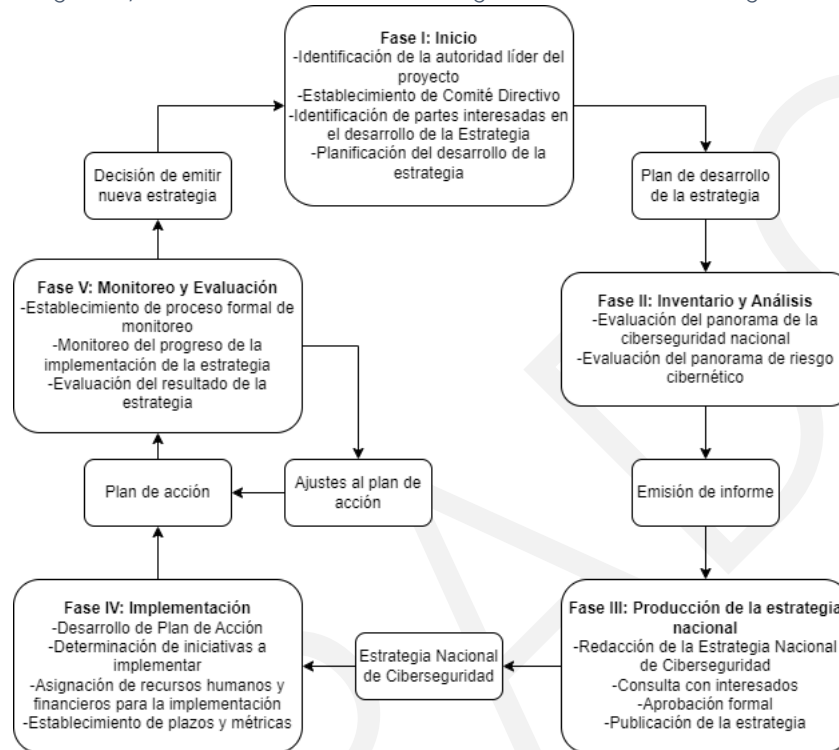 Fase I: Inicio
-Identificación de la autoridad líder del
proyecto
-Establecimiento de Comité Directivo
-Identificación de partes interesadas en
el desarrollo de la Estrategia
-Planificación del desarrollo de la
estrategia
Decisión de emitir
nueva estrategia
Plan de desarrollo
de la estrategia
Fase V: Monitoreo y Evaluación
-Establecimiento de proceso formal de
monitoreo
-Monitoreo del progreso de la
implementación de la estrategia
-Evaluación del resultado de la
estrategia
Fase II: Inventario y Análisis
-Evaluación del panorama de la
ciberseguridad nacional
-Evaluación del panorama de riesgo
cibernético
Plan de acción
Ajustes al plan de
acción
Emisión de informe
Fase IV: Implementación
-Desarrollo de Plan de Acción
-Determinación de iniciativas a
implementar
-Asignación de recursos humanos y
financieros para la implementación
-Establecimiento de plazos y métricas
Estrategia Nacional
de Ciberseguridad
Fase III: Producción de la estrategia
nacional
-Redacción de la Estrategia Nacional
de Ciberseguridad
-Consulta con interesados
-Aprobación formal
-Publicación de la estrategia